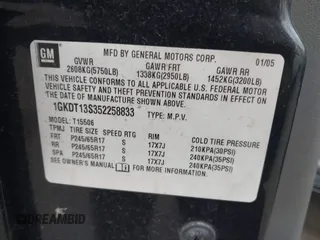 GM
MFD BY GENERAL MOTORS CORP. 01/05
GVWR GAWR FRT GAWR RR
2608KG(5750LB) 1338KG(2950LB) 1452KG(3200LB)
THIS VEHICLE CONFORMS TO ALL APPLICABLE U.S. FEDERAL MOTOR
VEHICLE SAFETY AND THEFT PREVENTION STANDARDS IN EFFECT ON
THE DATE OF MANUFACTURE SHOWN ABOVE.
1GKDT13S352258833 TYPE: M.P.V.
MODEL: T15506
TPMJ TIRE SIZE SPEED RTG RIM COLD TIRE PRESSURE
FRT P245/65R17 S 17X7J 210KPA(30PSI)
RR P245/65R17 S 17X7J 240KPA(35PSI)
SPA P245/65R17 S 17X7J 240KPA(35PSI)
SEE OWNER'S MANUAL FOR MORE INFORMATION.
©DREAMBID